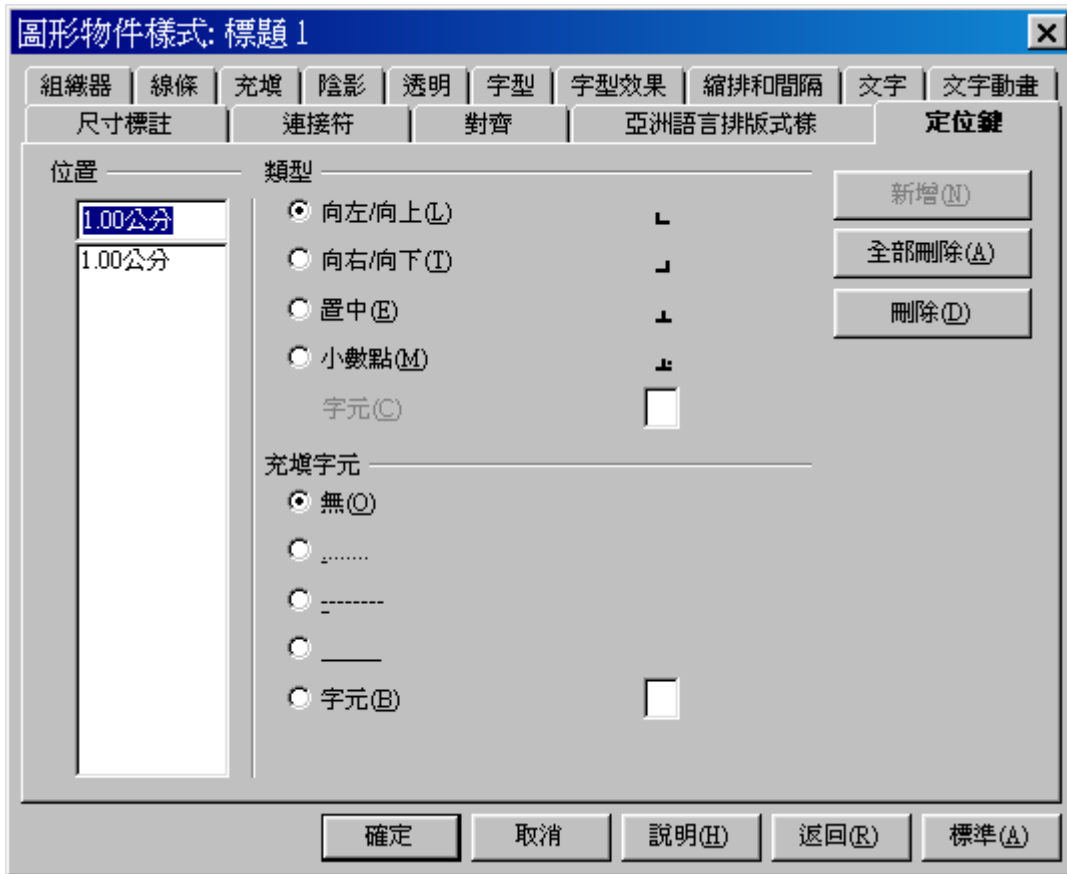 圖形物件樣式: 標題 1
組織器 線條 充填 陰影 透明 字型 字型效果 縮排和間隔 文字 文字動畫
尺寸標註 連接符 對齊 亞洲語言排版式樣 定位鍵
位置
1.00公分
1.00公分
類型
向左/向上(L)
向右/向下(T)
置中(E)
小數點(M)
字元(C)
充填字元
無(O)
........
--------
_____
字元(B)
新增(N)
全部刪除(A)
刪除(D)
確定 取消 說明(H) 返回(R) 標準(A)